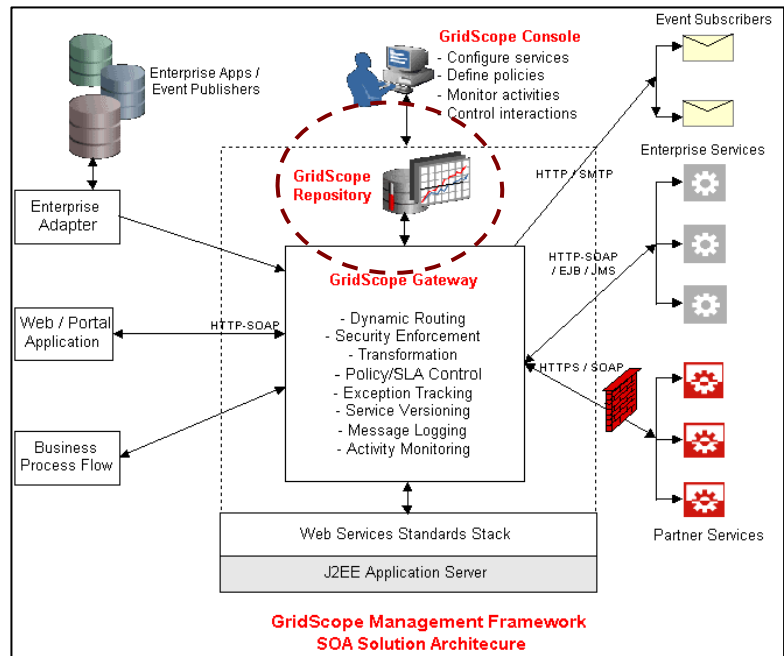 GridScope Console
- Configure services
- Define policies
- Monitor activities
- Control interactions
Enterprise Apps /
Event Publishers
Event Subscribers
GridScope
Repository
HTTP / SMTP
Enterprise Services
Enterprise
Adapter
HTTP-SOAP
/ EJB / JMS
GridScope Gateway
- Dynamic Routing
- Security Enforcement
- Transformation
- Policy/SLA Control
- Exception Tracking
- Service Versioning
- Message Logging
- Activity Monitoring
Web / Portal
Application
HTTP-SOAP
HTTPS / SOAP
Business
Process Flow
Partner Services
Web Services Standards Stack
J2EE Application Server
GridScope Management Framework
SOA Solution Architecure